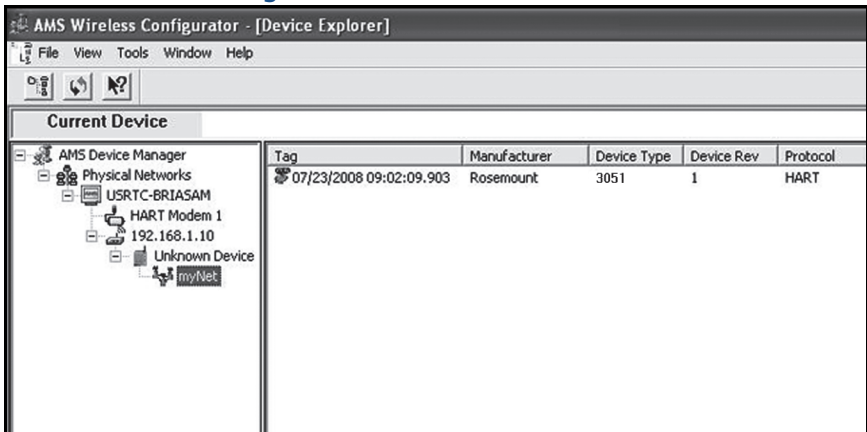 AMS Wireless Configurator - [Device Explorer]
File View Tools Window Help
Current Device
AMS Device Manager
Physical Networks
USRTC-BRIASAM
HART Modem 1
192.168.1.10
Unknown Device
myNet
Tag Manufacturer Device Type Device Rev Protocol
07/23/2008 09:02:09.903 Rosemount 3051 1 HART